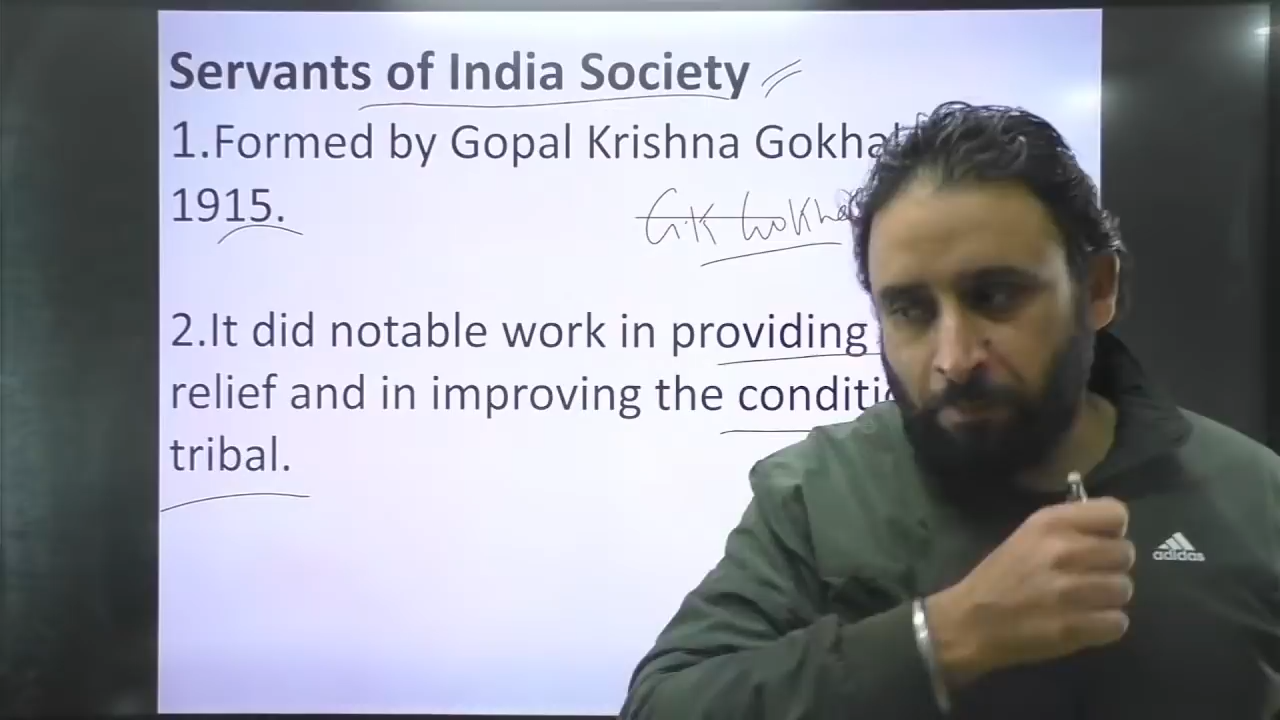 Servants of India Society
1.Formed by Gopal Krishna Gokhal
1915.
G.K Gokha
2.It did notable work in providing
relief and in improving the conditi
tribal.
adidas